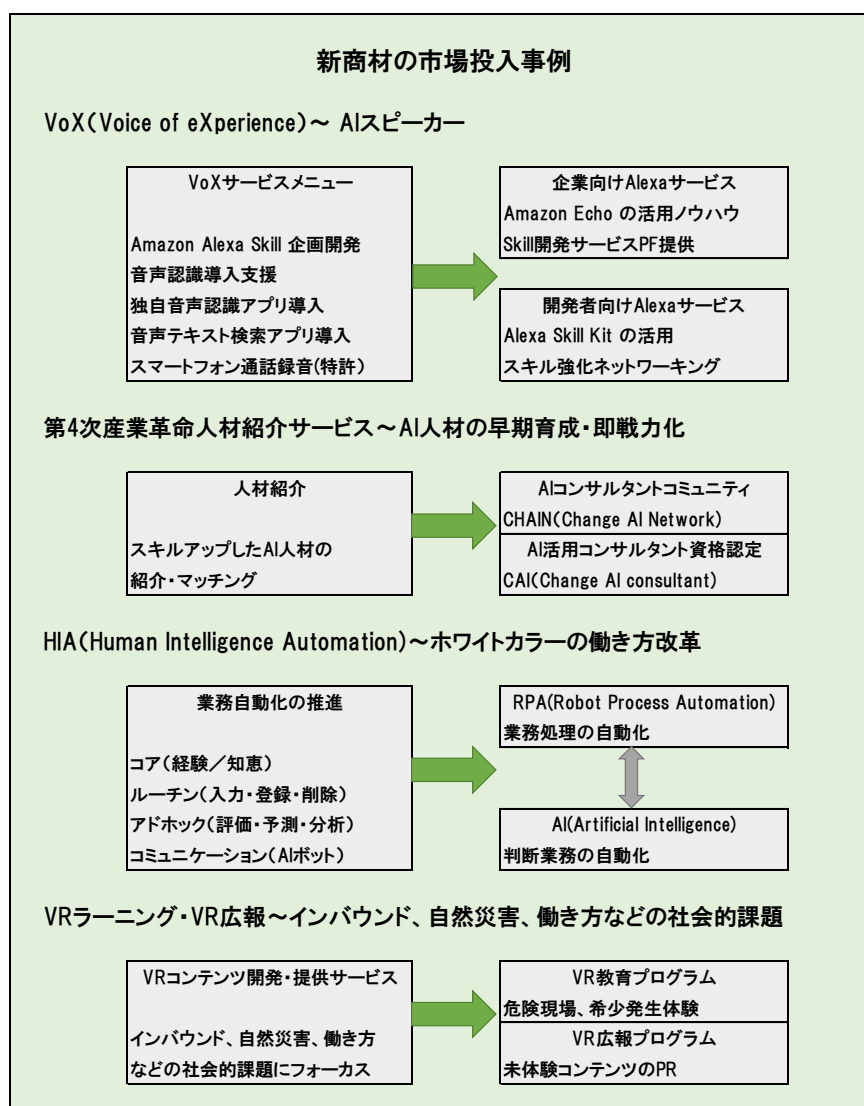 新商材の市場投入事例
VoX(Voice of eXperience)～ AIスピーカー
VoXサービスメニュー
Amazon Alexa Skill 企画開発
音声認識導入支援
独自音声認識アプリ導入
音声テキスト検索アプリ導入
スマートフォン通話録音(特許)
企業向けAlexaサービス
Amazon Echo の活用ノウハウ
Skill開発サービスPF提供
開発者向けAlexaサービス
Alexa Skill Kit の活用
スキル強化ネットワーキング
第4次産業革命人材紹介サービス～AI人材の早期育成・即戦力化
人材紹介
スキルアップしたAI人材の
紹介・マッチング
AIコンサルタントコミュニティ
CHAIN(Change AI Network)
AI活用コンサルタント資格認定
CAI(Change AI consultant)
HIA(Human Intelligence Automation)～ホワイトカラーの働き方改革
業務自動化の推進
コア(経験／知恵)
ルーチン(入力・登録・削除)
アドホック(評価・予測・分析)
コミュニケーション(AIボット)
RPA(Robot Process Automation)
業務処理の自動化
AI(Artificial Intelligence)
判断業務の自動化
VRラーニング・VR広報～インバウンド、自然災害、働き方などの社会的課題
VRコンテンツ開発・提供サービス
インバウンド、自然災害、働き方
などの社会的課題にフォーカス
VR教育プログラム
危険現場、希少発生体験
VR広報プログラム
未体験コンテンツのPR